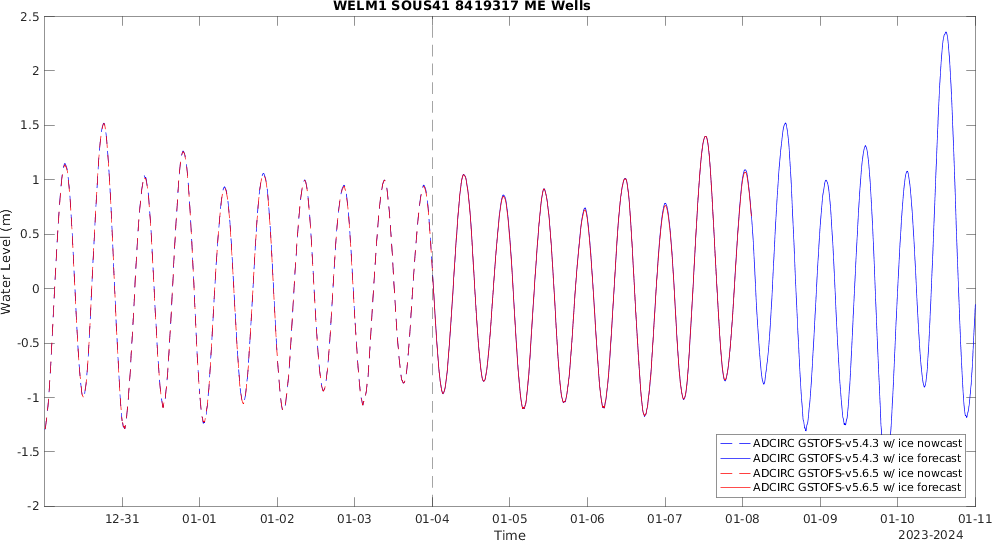 WELM1 SOUS41 8419317 ME Wells
2.5
2
1.5
1
0.5
0
-0.5
-1
-1.5
-2
Water Level (m)
ADCIRC GSTOFS-v5.4.3 w/ ice nowcast
ADCIRC GSTOFS-v5.4.3 w/ ice forecast
ADCIRC GSTOFS-v5.6.5 w/ ice nowcast
ADCIRC GSTOFS-v5.6.5 w/ ice forecast
12-31 01-01 01-02 01-03 01-04 01-05 01-06 01-07 01-08 01-09 01-10 01-11
Time
2023-2024